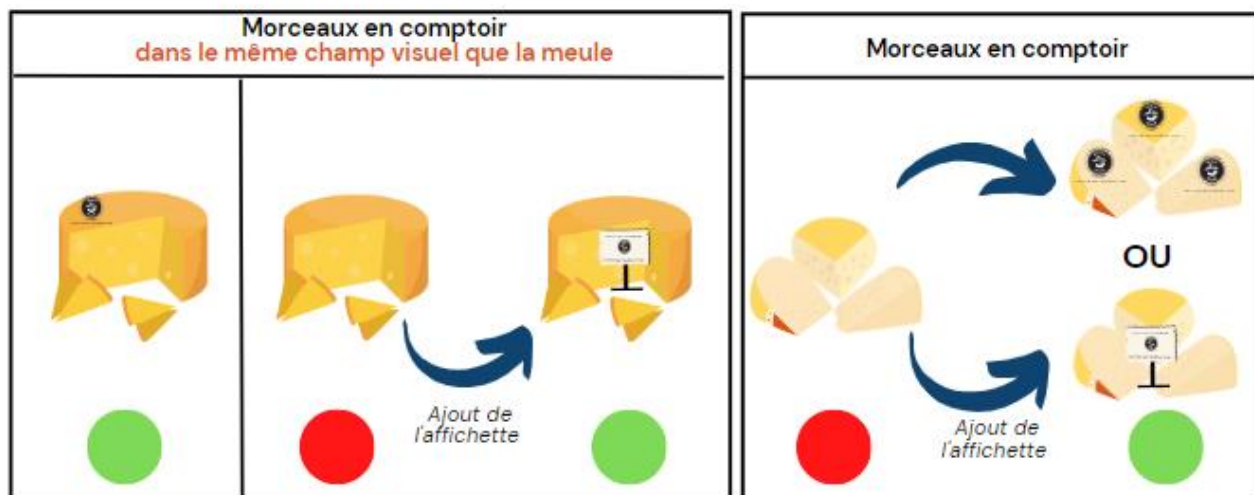 Morceaux en comptoir
dans le même champ visuel que la meule
Ajout de
l'affichette
Morceaux en comptoir
OU
Ajout de
l'affichette